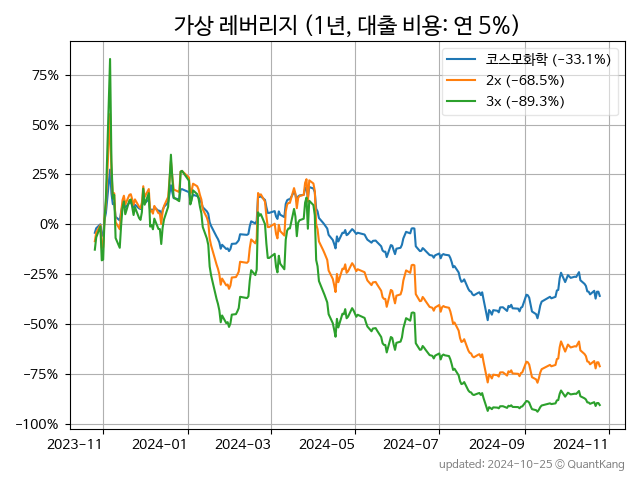 가상 레버리지 (1년, 대출 비용: 연 5%)
코스모화학 (-33.1%)
2x (-68.5%)
3x (-89.3%)
75%
50%
25%
0%
-25%
-50%
-75%
-100%
2023-11 2024-01 2024-03 2024-05 2024-07 2024-09 2024-11
updated: 2024-10-25 © QuantKang